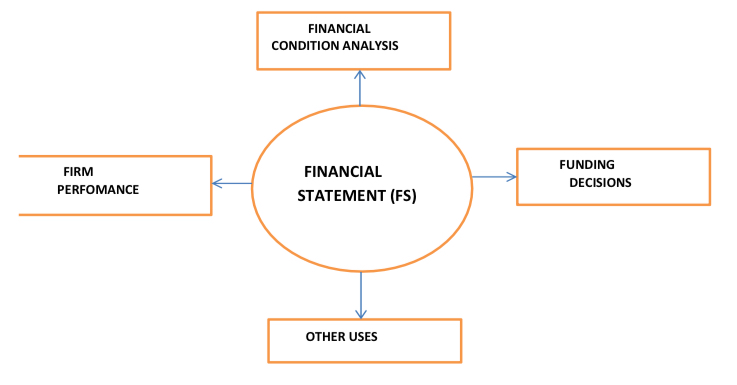 FINANCIAL
CONDITION ANALYSIS
FIRM
PERFOMANCE
FINANCIAL
STATEMENT (FS)
FUNDING
DECISIONS
OTHER USES